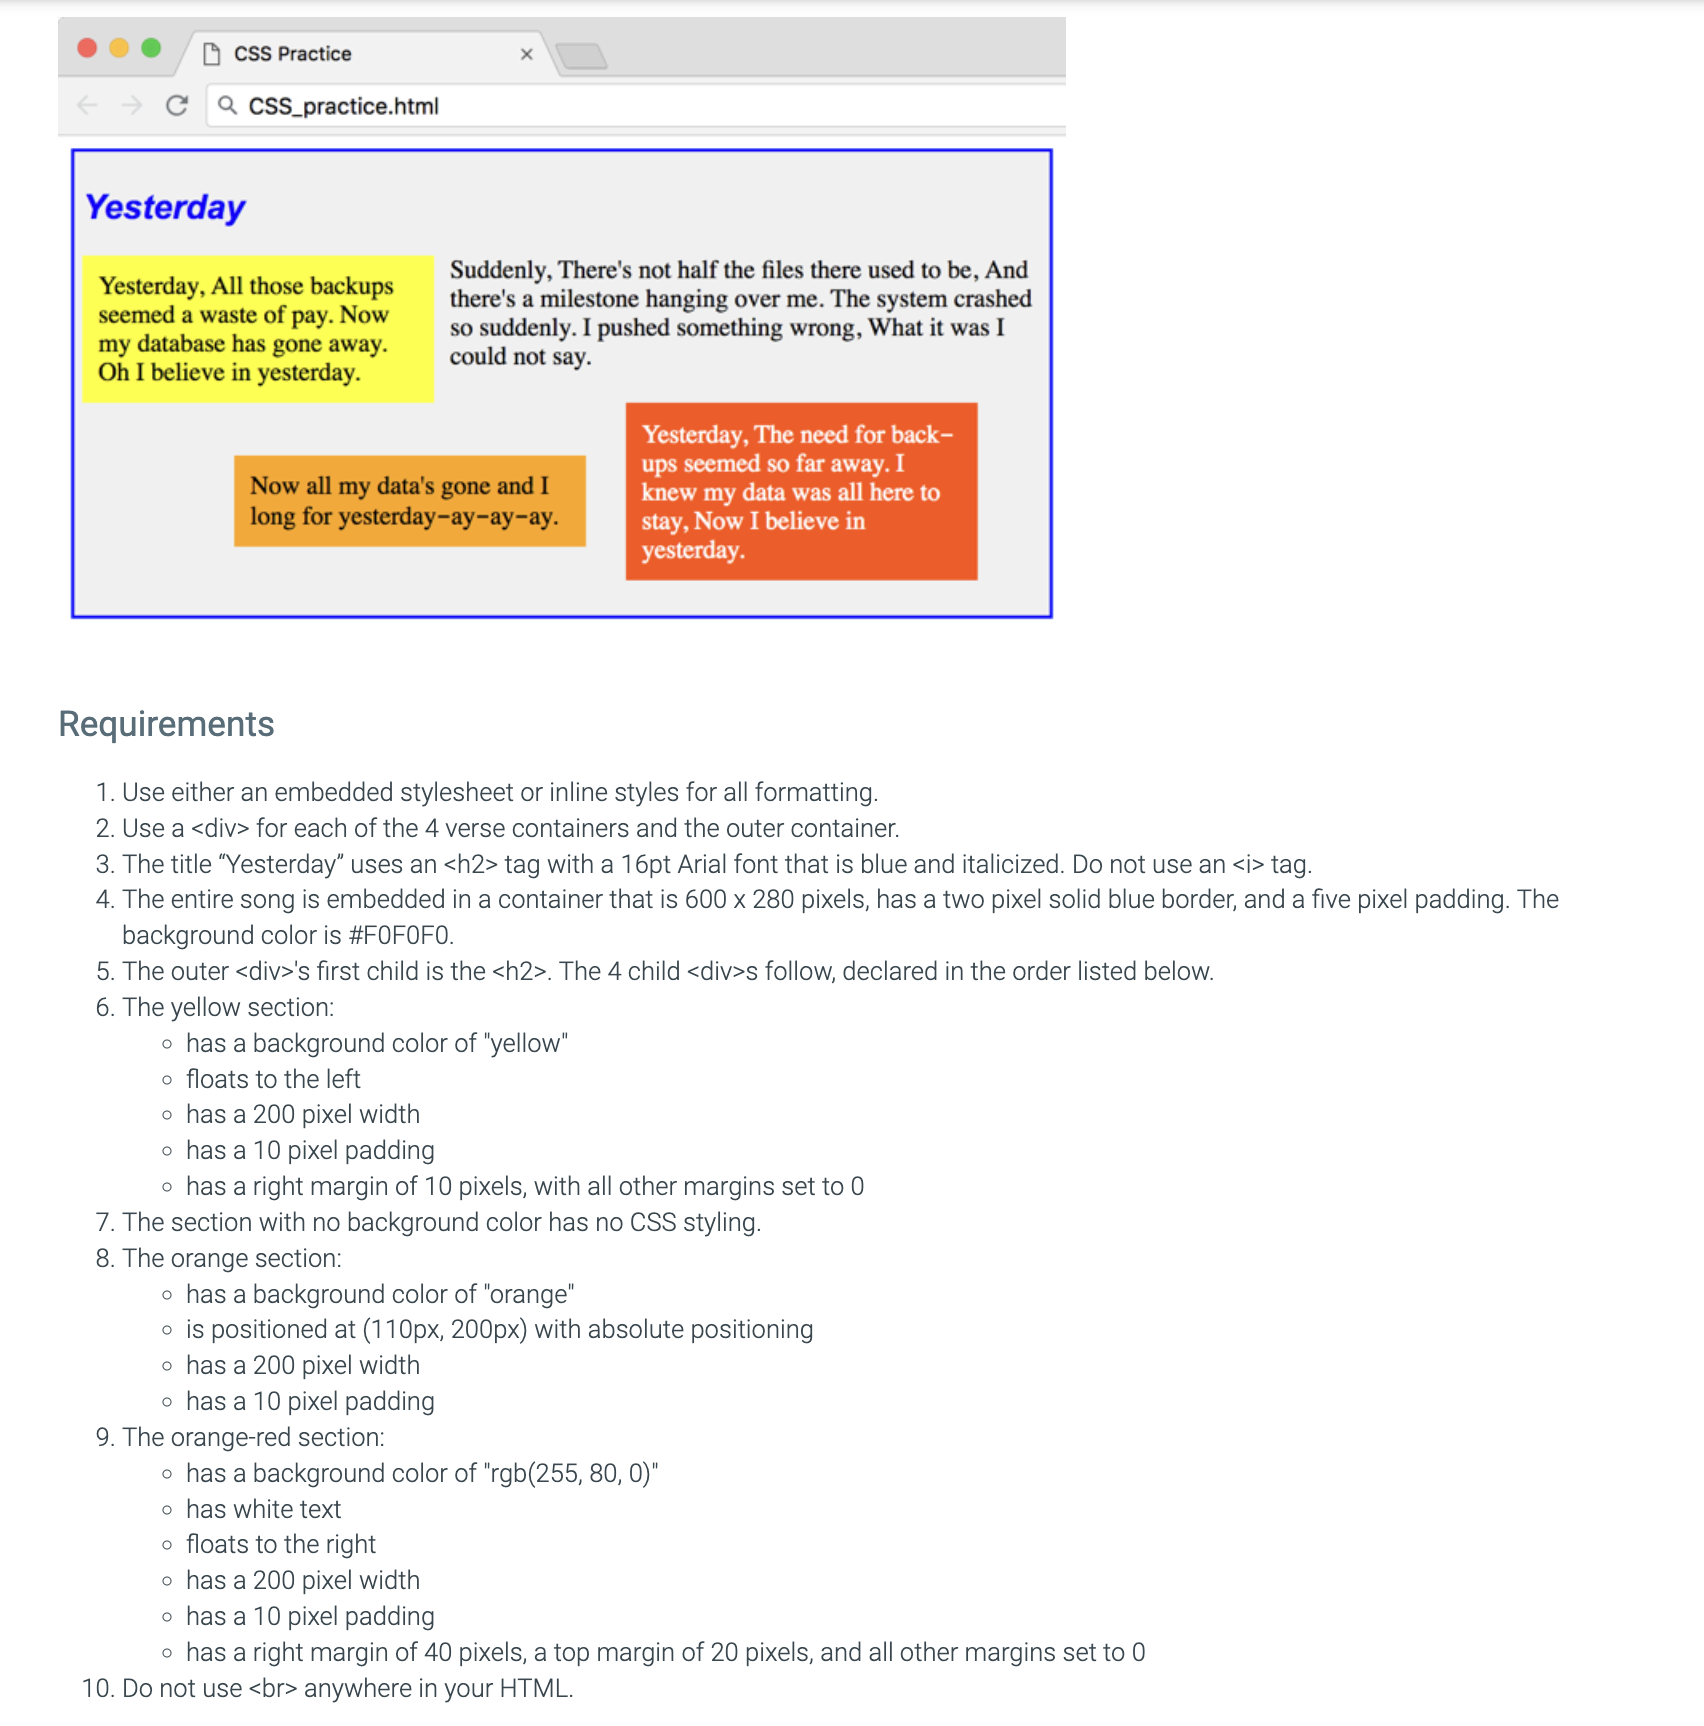 CSS Practice
CSS_practice.html
Yesterday
Yesterday, All those backups
seemed a waste of pay. Now
my database has gone away.
Oh I believe in yesterday.
Suddenly, There's not half the files there used to be, And
there's a milestone hanging over me. The system crashed
so suddenly. I pushed something wrong, What it was I
could not say.
Now all my data's gone and I
long for yesterday-ay-ay-ay.
Yesterday, The need for back-
ups seemed so far away. I
knew my data was all here to
stay, Now I believe in
yesterday.
Requirements
1. Use either an embedded stylesheet or inline styles for all formatting.
2. Use a <div> for each of the 4 verse containers and the outer container.
3. The title “Yesterday” uses an <h2> tag with a 16pt Arial font that is blue and italicized. Do not use an <i> tag.
4. The entire song is embedded in a container that is 600 x 280 pixels, has a two pixel solid blue border, and a five pixel padding. The
background color is #F0F0F0.
5. The outer <div>'s first child is the <h2>. The 4 child <div>s follow, declared in the order listed below.
6. The yellow section:
◦ has a background color of "yellow"
◦ floats to the left
◦ has a 200 pixel width
◦ has a 10 pixel padding
◦ has a right margin of 10 pixels, with all other margins set to 0
7. The section with no background color has no CSS styling.
8. The orange section:
◦ has a background color of "orange"
◦ is positioned at (110px, 200px) with absolute positioning
◦ has a 200 pixel width
◦ has a 10 pixel padding
9. The orange-red section:
◦ has a background color of "rgb(255, 80, 0)"
◦ has white text
◦ floats to the right
◦ has a 200 pixel width
◦ has a 10 pixel padding
◦ has a right margin of 40 pixels, a top margin of 20 pixels, and all other margins set to 0
10. Do not use <br> anywhere in your HTML.